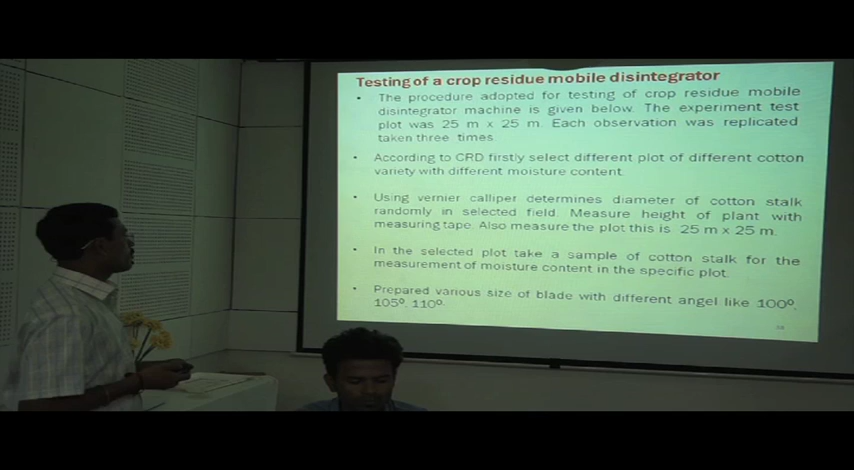 Testing of a crop residue mobile disintegrator
• The procedure adopted for testing of crop residue mobile
disintegrator machine is given below. The experiment test
plot was 25 m x 25 m. Each observation was replicated
taken three times
• According to CRD firstly select different plot of different cotton
variety with different moisture content.
• Using vernier calliper determines diameter of cotton stalk
randomly in selected field. Measure height of plant with
measuring tape. Also measure the plot this is 25 m x 25 m.
• In the selected plot take a sample of cotton stalk for the
measurement of moisture content in the specific plot.
• Prepared various size of blade with different angel like 100⁰,
105⁰, 110⁰.